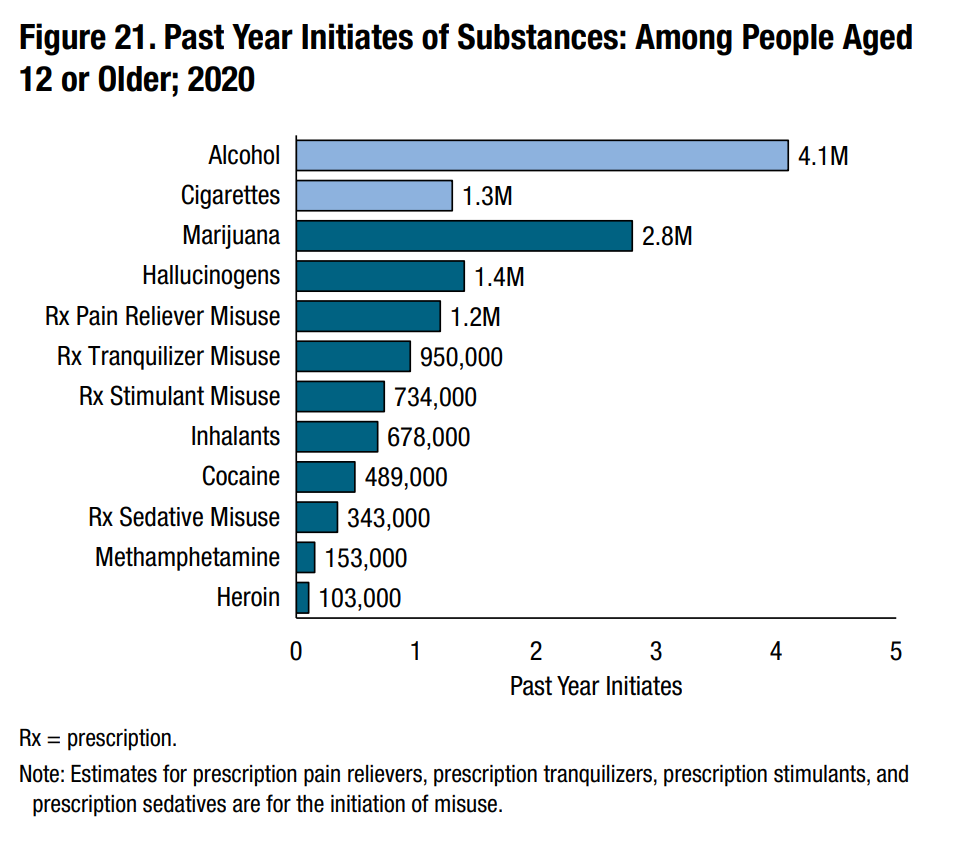 Figure 21. Past Year Initiates of Substances: Among People Aged
12 or Older; 2020
Alcohol 4.1M
Cigarettes 1.3M
Marijuana 2.8M
Hallucinogens 1.4M
Rx Pain Reliever Misuse 1.2M
Rx Tranquilizer Misuse 950,000
Rx Stimulant Misuse 734,000
Inhalants 678,000
Cocaine 489,000
Rx Sedative Misuse 343,000
Methamphetamine 153,000
Heroin 103,000
0 1 2 3 4 5
Past Year Initiates
Rx = prescription.
Note: Estimates for prescription pain relievers, prescription tranquilizers, prescription stimulants, and
prescription sedatives are for the initiation of misuse.